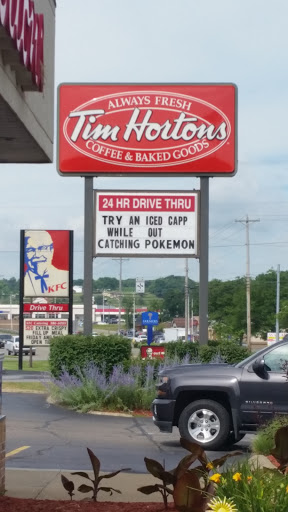 ALWAYS FRESH
Tim Hortons
COFFEE & BAKED GOODS
24 HR DRIVE THRU
TRY AN ICED CAPP
WHILE OUT
CATCHING POKEMON
KFC
Drive Thru